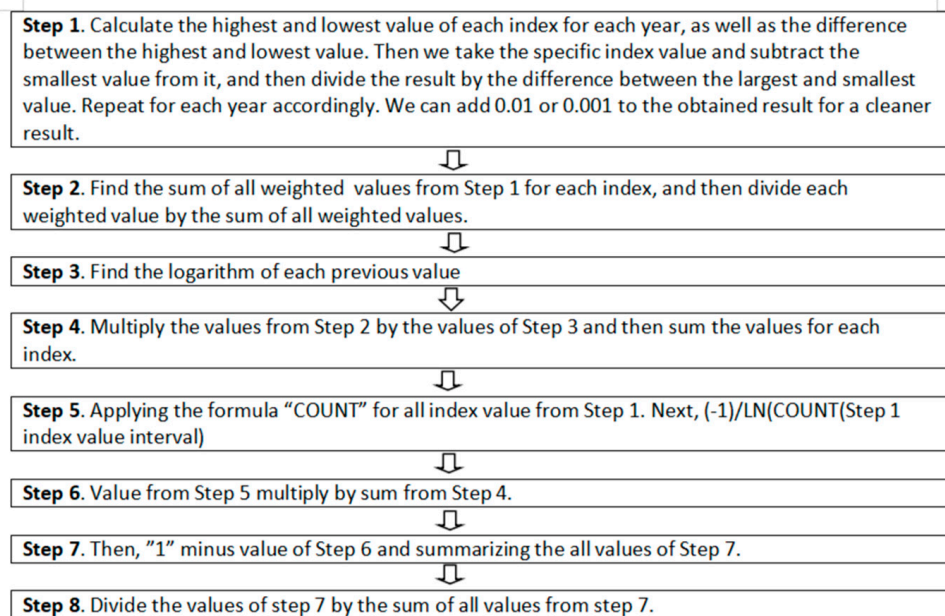 Step 1. Calculate the highest and lowest value of each index for each year, as well as the difference
between the highest and lowest value. Then we take the specific index value and subtract the
smallest value from it, and then divide the result by the difference between the largest and smallest
value. Repeat for each year accordingly. We can add 0.01 or 0.001 to the obtained result for a cleaner
result.
Step 2. Find the sum of all weighted values from Step 1 for each index, and then divide each
weighted value by the sum of all weighted values.
Step 3. Find the logarithm of each previous value
Step 4. Multiply the values from Step 2 by the values of Step 3 and then sum the values for each
index.
Step 5. Applying the formula “COUNT” for all index value from Step 1. Next, (-1)/LN(COUNT(Step 1
index value interval)
Step 6. Value from Step 5 multiply by sum from Step 4.
Step 7. Then, ”1” minus value of Step 6 and summarizing the all values of Step 7.
Step 8. Divide the values of step 7 by the sum of all values from step 7.